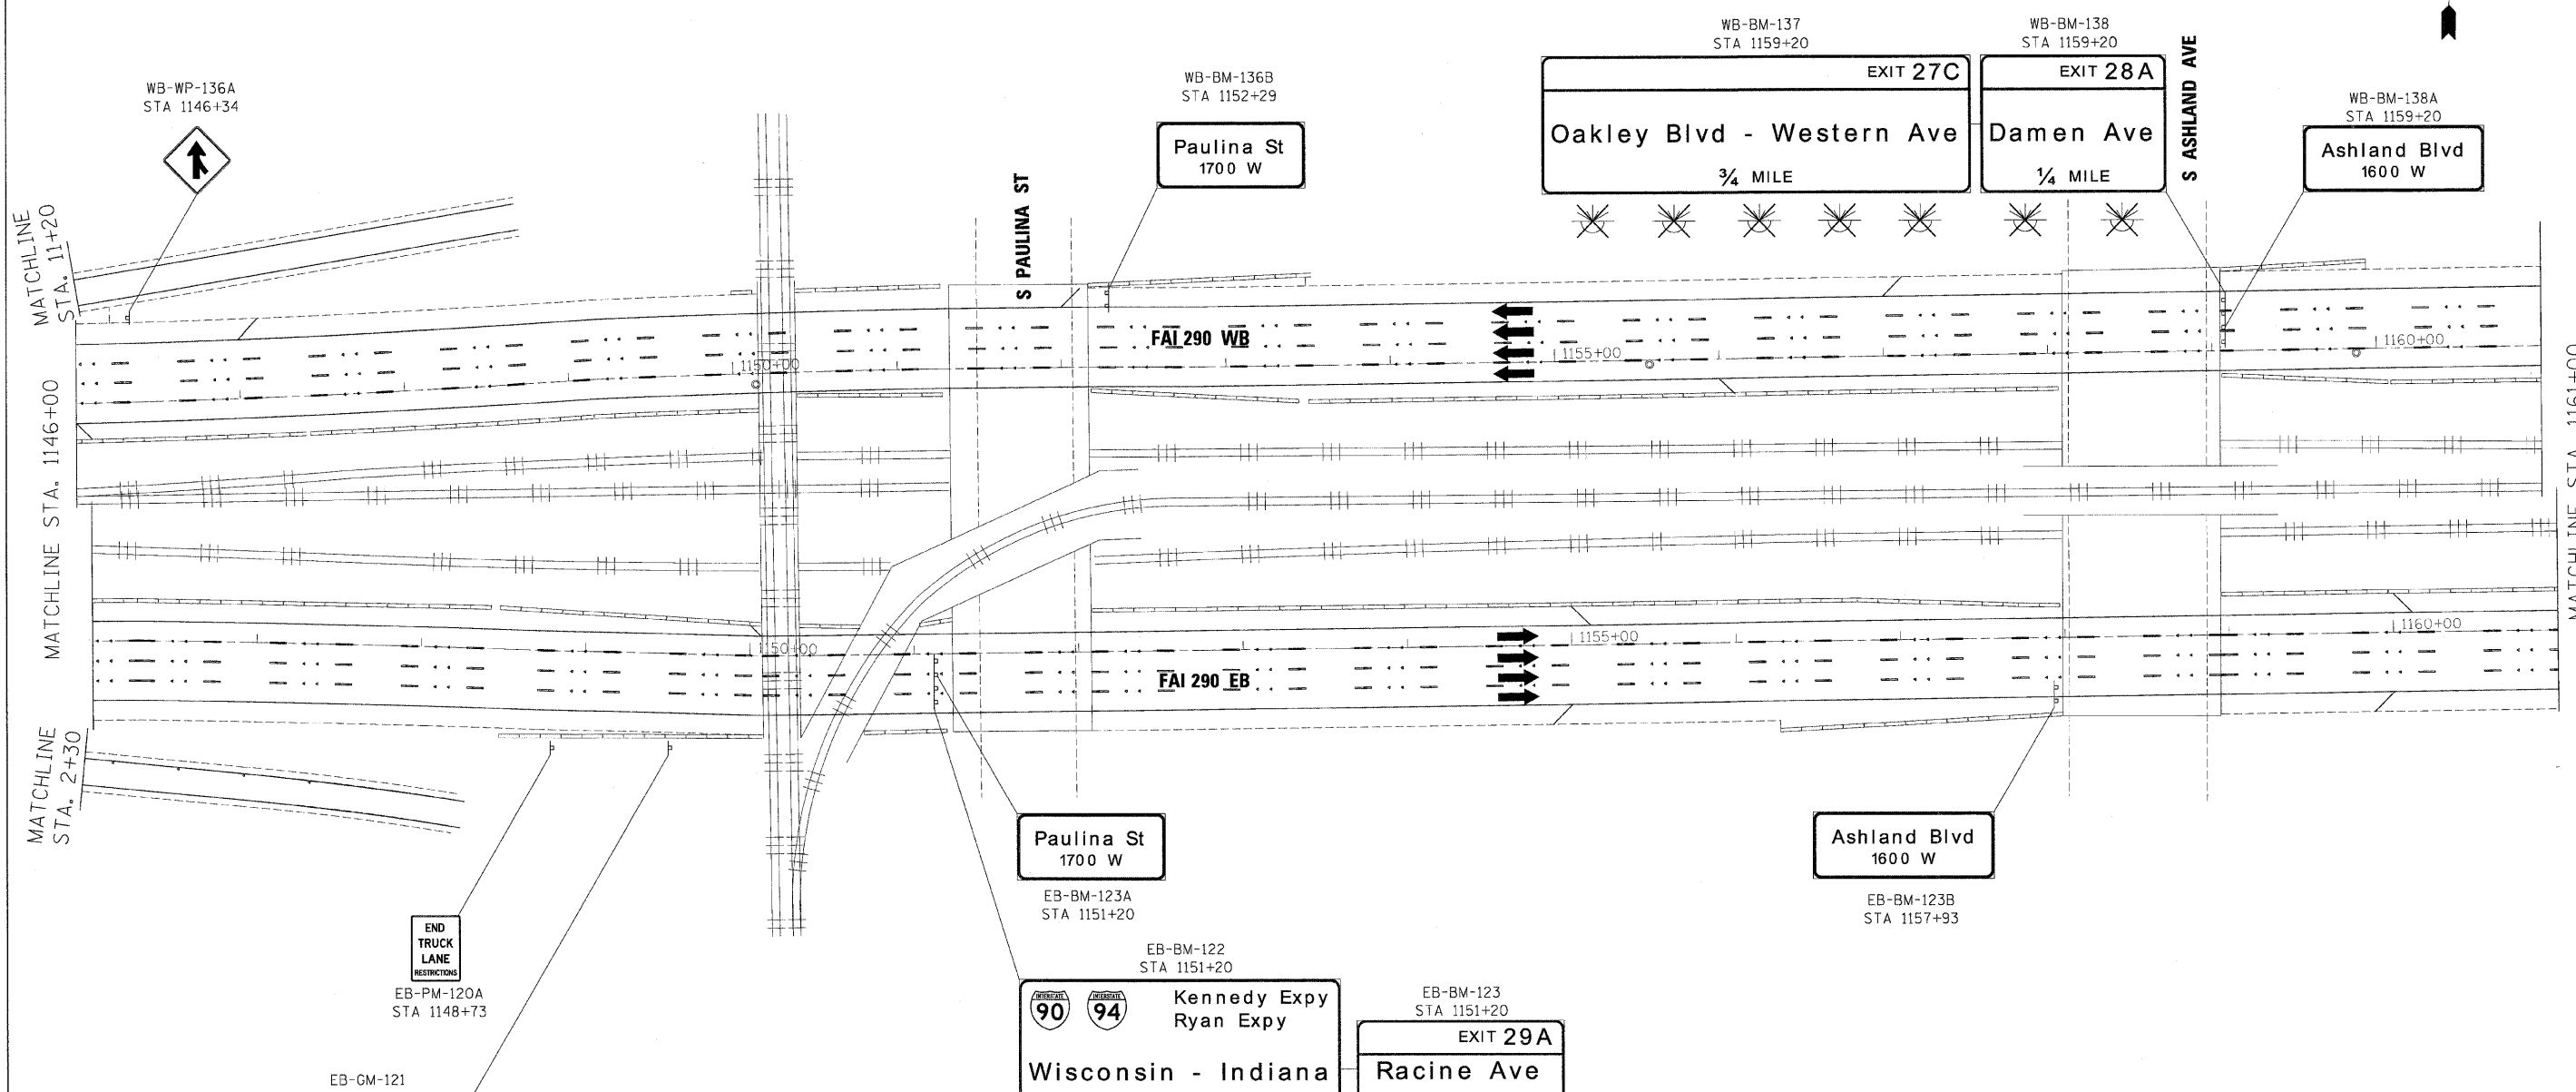 WB-BM-137
STA 1159+20
WB-BM-138
STA 1159+20
EXIT 27C
Oakley Blvd - Western Ave
¾ MILE
EXIT 28A
Damen Ave
¼ MILE
S ASHLAND AVE
WB-BM-138A
STA 1159+20
Ashland Blvd
1600 W
WB-WP-136A
STA 1146+34
WB-BM-136B
STA 1152+29
Paulina St
1700 W
S PAULINA ST
MATCHLINE
STA. 11+20
FAI 290 WB
1150+00
1155+00
1160+00
MATCHLINE STA. 1146+00
MATCHLINE STA. 1161+00
1150+00
1155+00
1160+00
FAI 290 EB
MATCHLINE
STA. 2+30
Paulina St
1700 W
EB-BM-123A
STA 1151+20
Ashland Blvd
1600 W
EB-BM-123B
STA 1157+93
END
TRUCK
LANE
RESTRICTIONS
EB-PM-120A
STA 1148+73
EB-BM-122
STA 1151+20
INTERSTATE
90
INTERSTATE
94
Kennedy Expy
Ryan Expy
Wisconsin - Indiana
EB-BM-123
STA 1151+20
EXIT 29A
Racine Ave
EB-GM-121